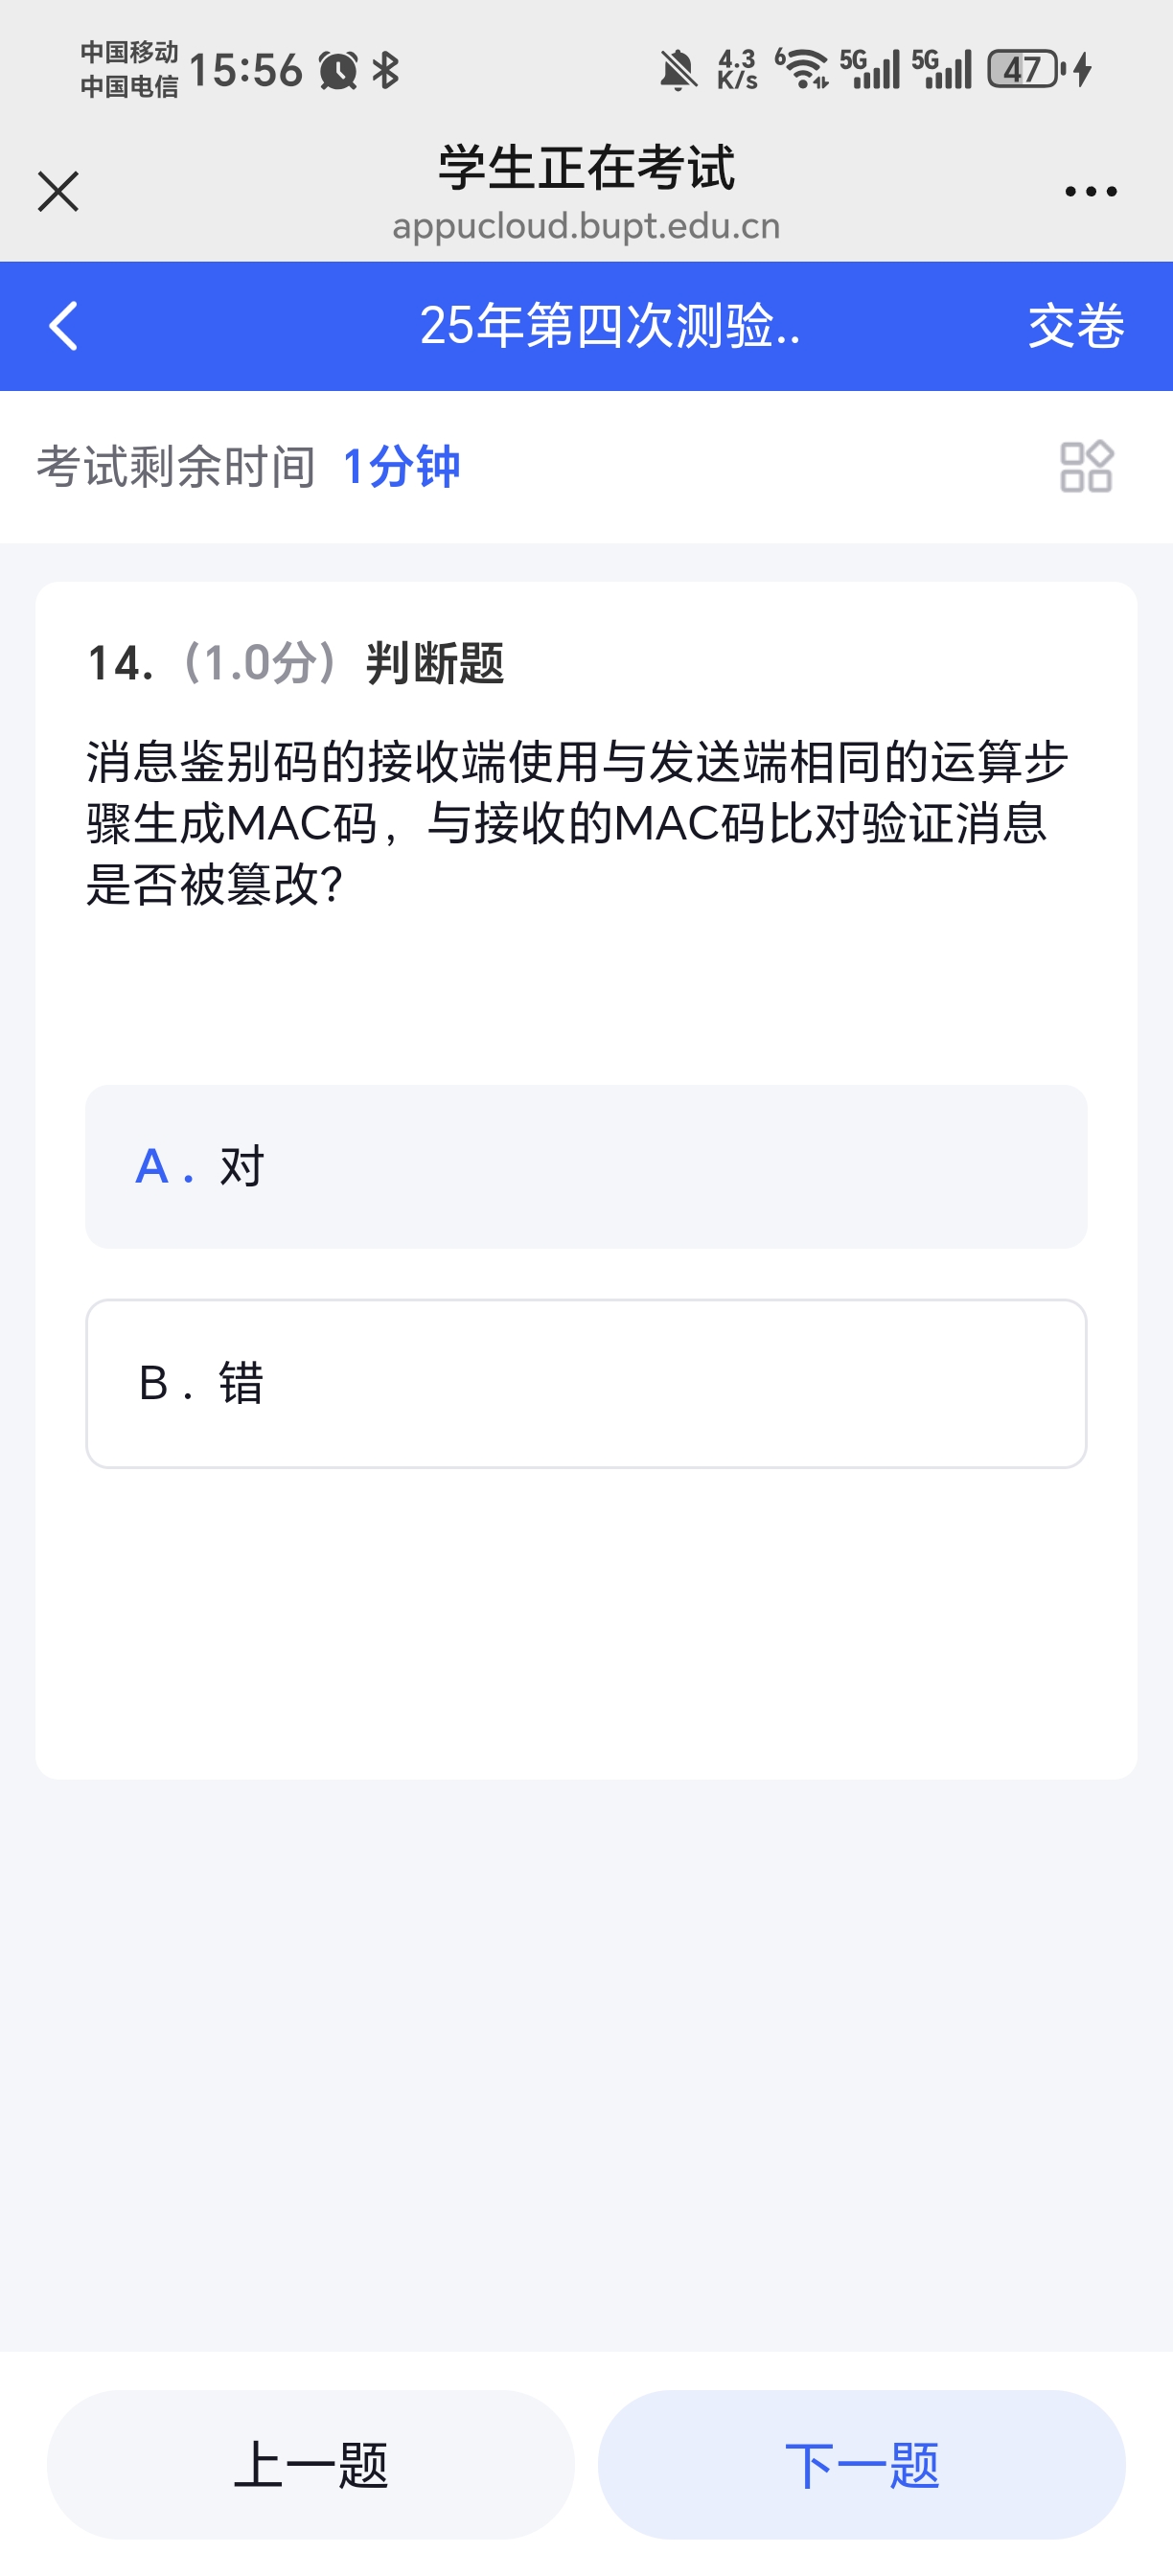 中国移动
中国电信
15:56
4.3
K/s
6
5G
5G
47
学生正在考试
appucloud.bupt.edu.cn
25年第四次测验..
交卷
考试剩余时间 1分钟
14. (1.0分) 判断题
消息鉴别码的接收端使用与发送端相同的运算步
骤生成MAC码，与接收的MAC码比对验证消息
是否被篡改?
A . 对
B . 错
上一题
下一题